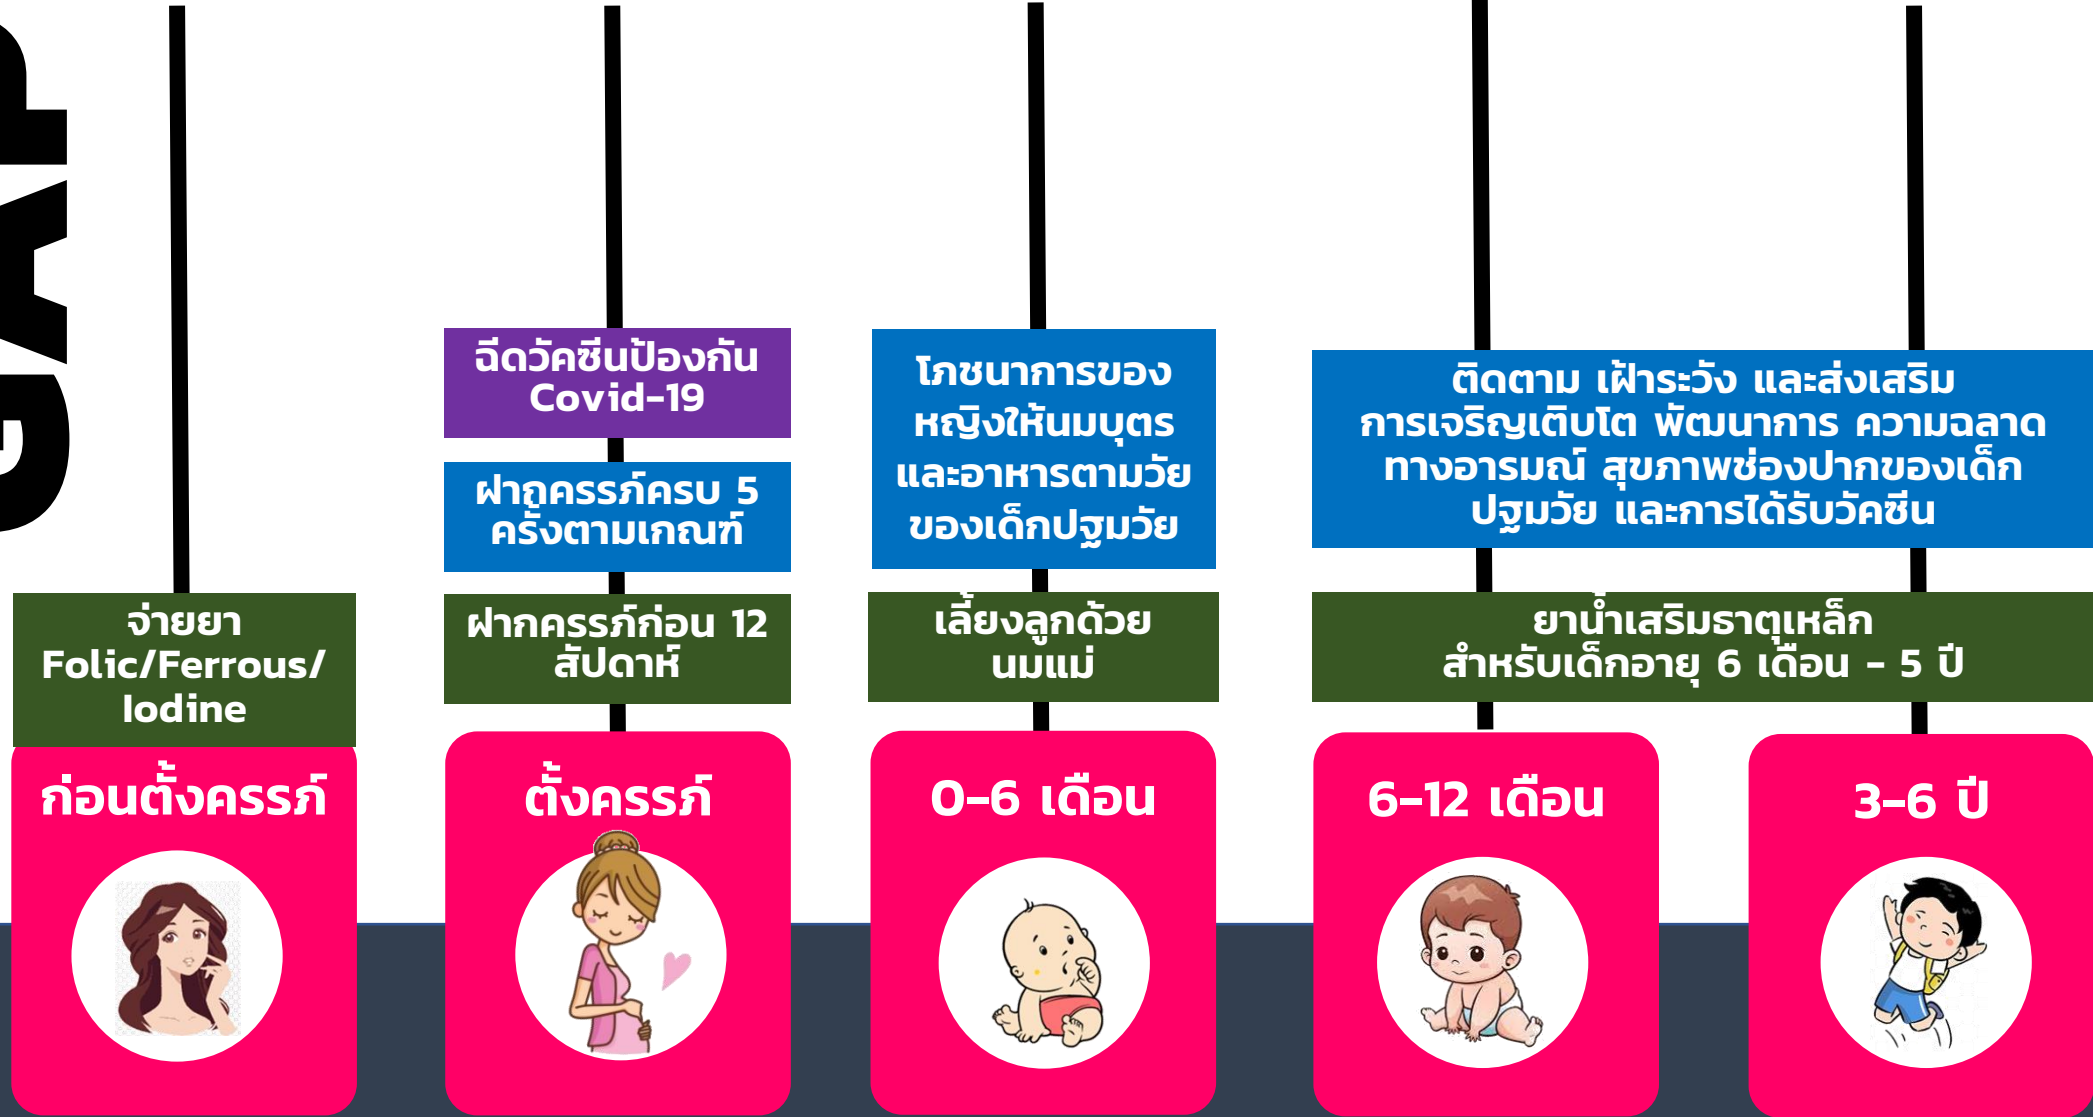 GAP
ฉีดวัคซีนป้องกัน
Covid-19
ฝากครรภ์ครบ 5
ครั้งตามเกณฑ์
ฝากครรภ์ก่อน 12
สัปดาห์
จ่ายยา
Folic/Ferrous/
Iodine
โภชนาการของ
หญิงให้นมบุตร
และอาหารตามวัย
ของเด็กปฐมวัย
เลี้ยงลูกด้วย
นมแม่
ติดตาม เฝ้าระวัง และส่งเสริม
การเจริญเติบโต พัฒนาการ ความฉลาด
ทางอารมณ์ สุขภาพช่องปากของเด็ก
ปฐมวัย และการได้รับวัคซีน
ยาน้ำเสริมธาตุเหล็ก
สำหรับเด็กอายุ 6 เดือน - 5 ปี
ก่อนตั้งครรภ์
ตั้งครรภ์
0-6 เดือน
6-12 เดือน
3-6 ปี